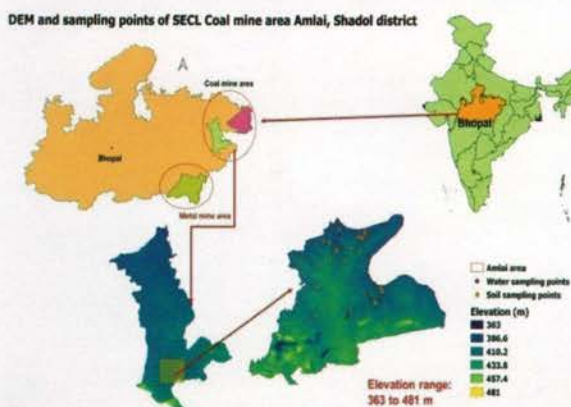 DEM and sampling points of SECL Coal mine area Amlai, Shadol district
A
Coal mine area
Bhopal
Bhopal
Metal mine area
Amlai area
Water sampling points
Soil sampling points
Elevation (m)
363
386.6
410.2
433.8
457.4
481
Elevation range:
363 to 481 m